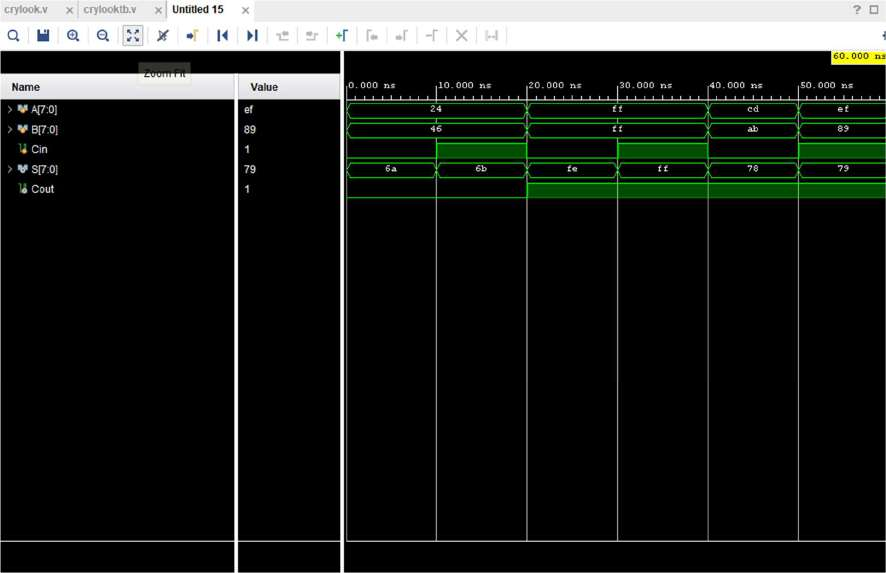 crylook.v crylooktb.v Untitled 15
60.000 ns
Zoom Fit
Name Value
0.000 ns 10.000 ns 20.000 ns 30.000 ns 40.000 ns 50.000 ns
A[7:0] ef 24 ff cd ef
B[7:0] 89 46 ff ab 89
Cin 1
S[7:0] 79 6a 6b fe ff 78 79
Cout 1